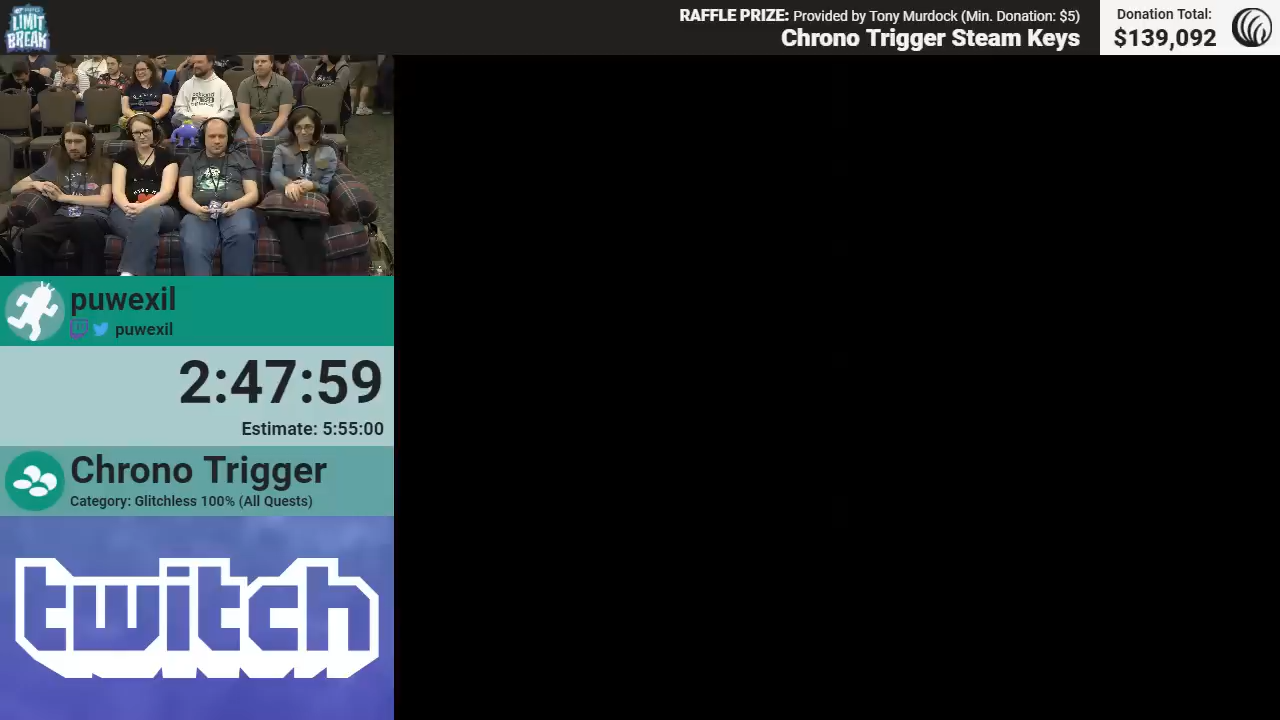 LIMIT
BREAK
RAFFLE PRIZE: Provided by Tony Murdock (Min. Donation: $5)
Chrono Trigger Steam Keys
Donation Total:
$139,092
puwexil
puwexil
2:47:59
Estimate: 5:55:00
Chrono Trigger
Category: Glitchless 100% (All Quests)
twitch